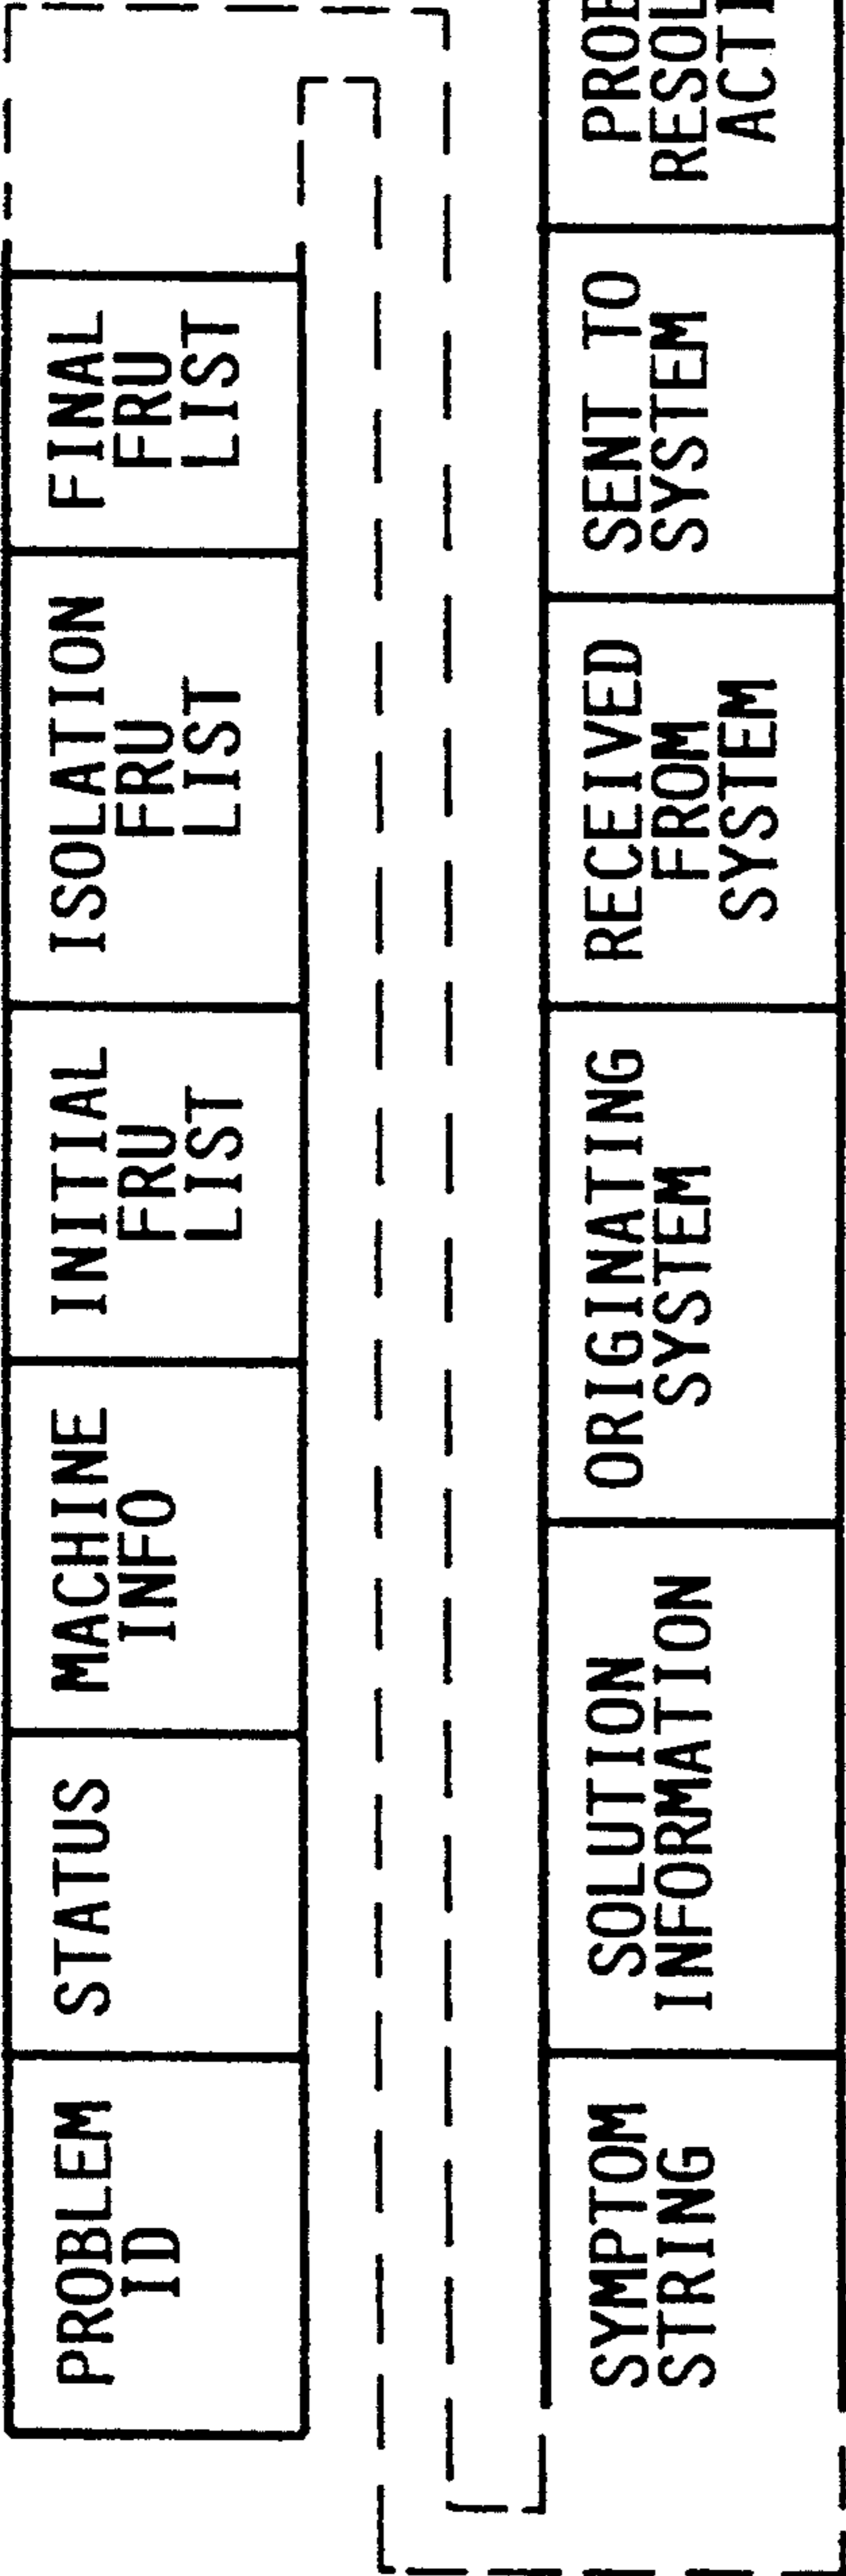 PROBLEM
ID
STATUS
MACHINE
INFO
INITIAL
FRU
LIST
ISOLATION
FRU
LIST
FINAL
FRU
LIST
SYMPTOM
STRING
SOLUTION
INFORMATION
ORIGINATING
SYSTEM
RECEIVED
FROM
SYSTEM
SENT TO
SYSTEM